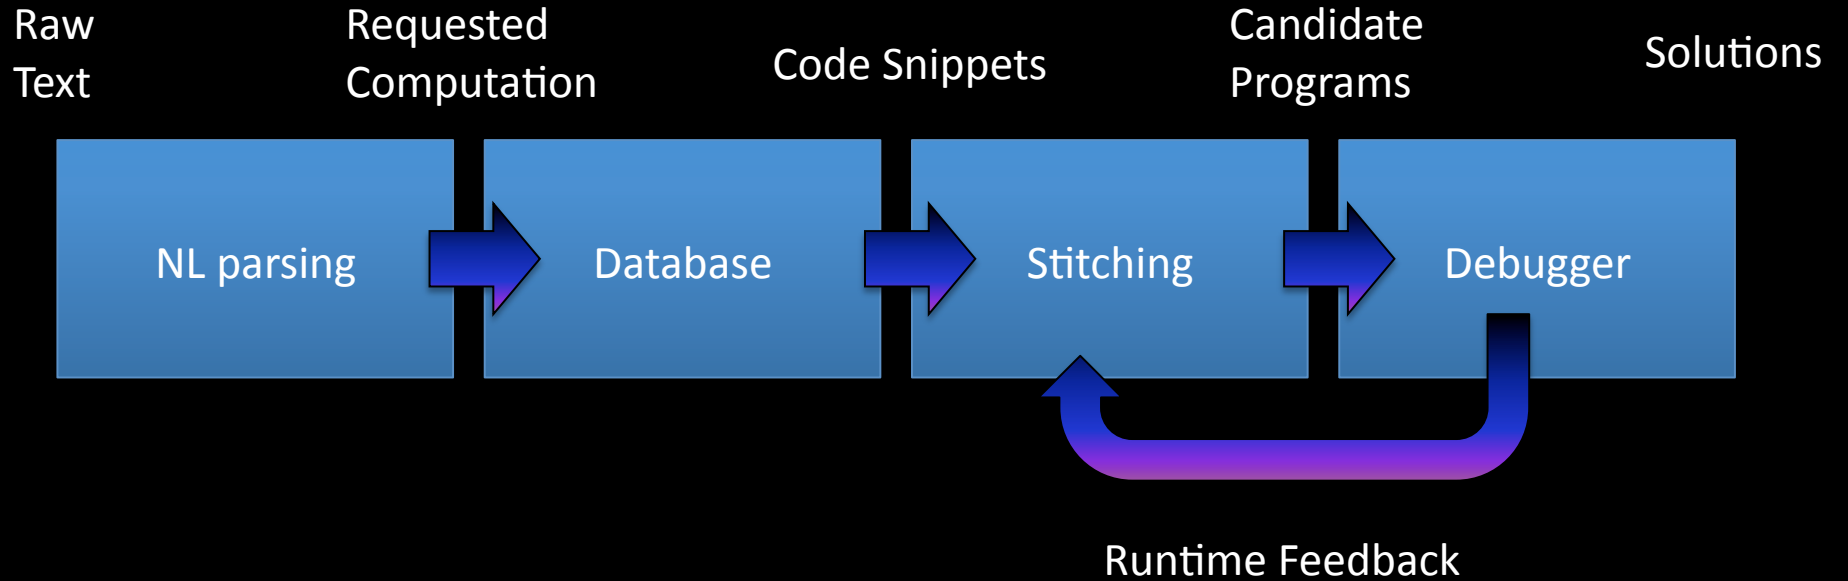 Raw
Text
Requested
Computation
Code Snippets
Candidate
Programs
Solutions
NL parsing
Database
Stitching
Debugger
Runtime Feedback